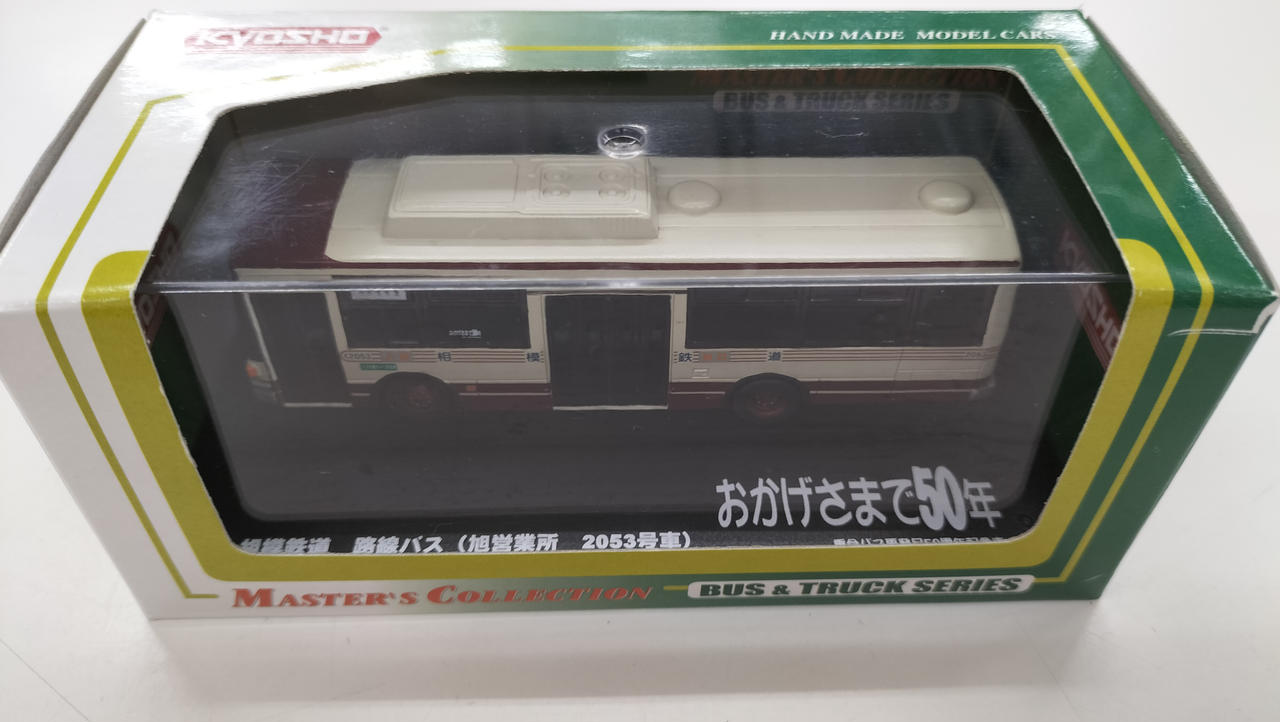 KYOSHO
HAND MADE MODEL CARS
BUS & TRUCK SERIES
2053
相 模 鉄 道
おかげさまで50年
相模鉄道 路線バス(旭営業所 2053号車)
MASTER'S COLLECTION
BUS & TRUCK SERIES